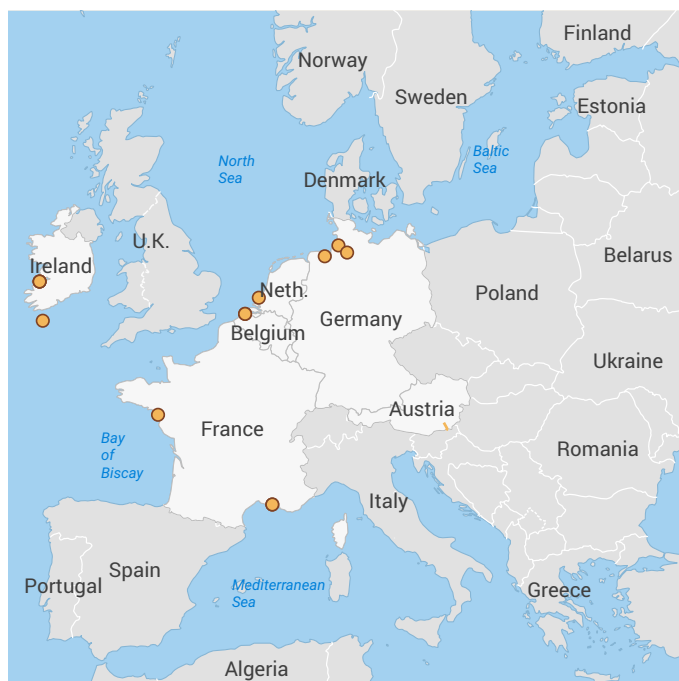 Finland
Norway
Sweden
Estonia
North
Sea
Baltic
Sea
Denmark
U.K.
Ireland
Belarus
Neth.
Poland
Germany
Belgium
Ukraine
Austria
France
Bay
of
Biscay
Romania
Italy
Spain
Portugal
Mediterranean
Sea
Greece
Algeria